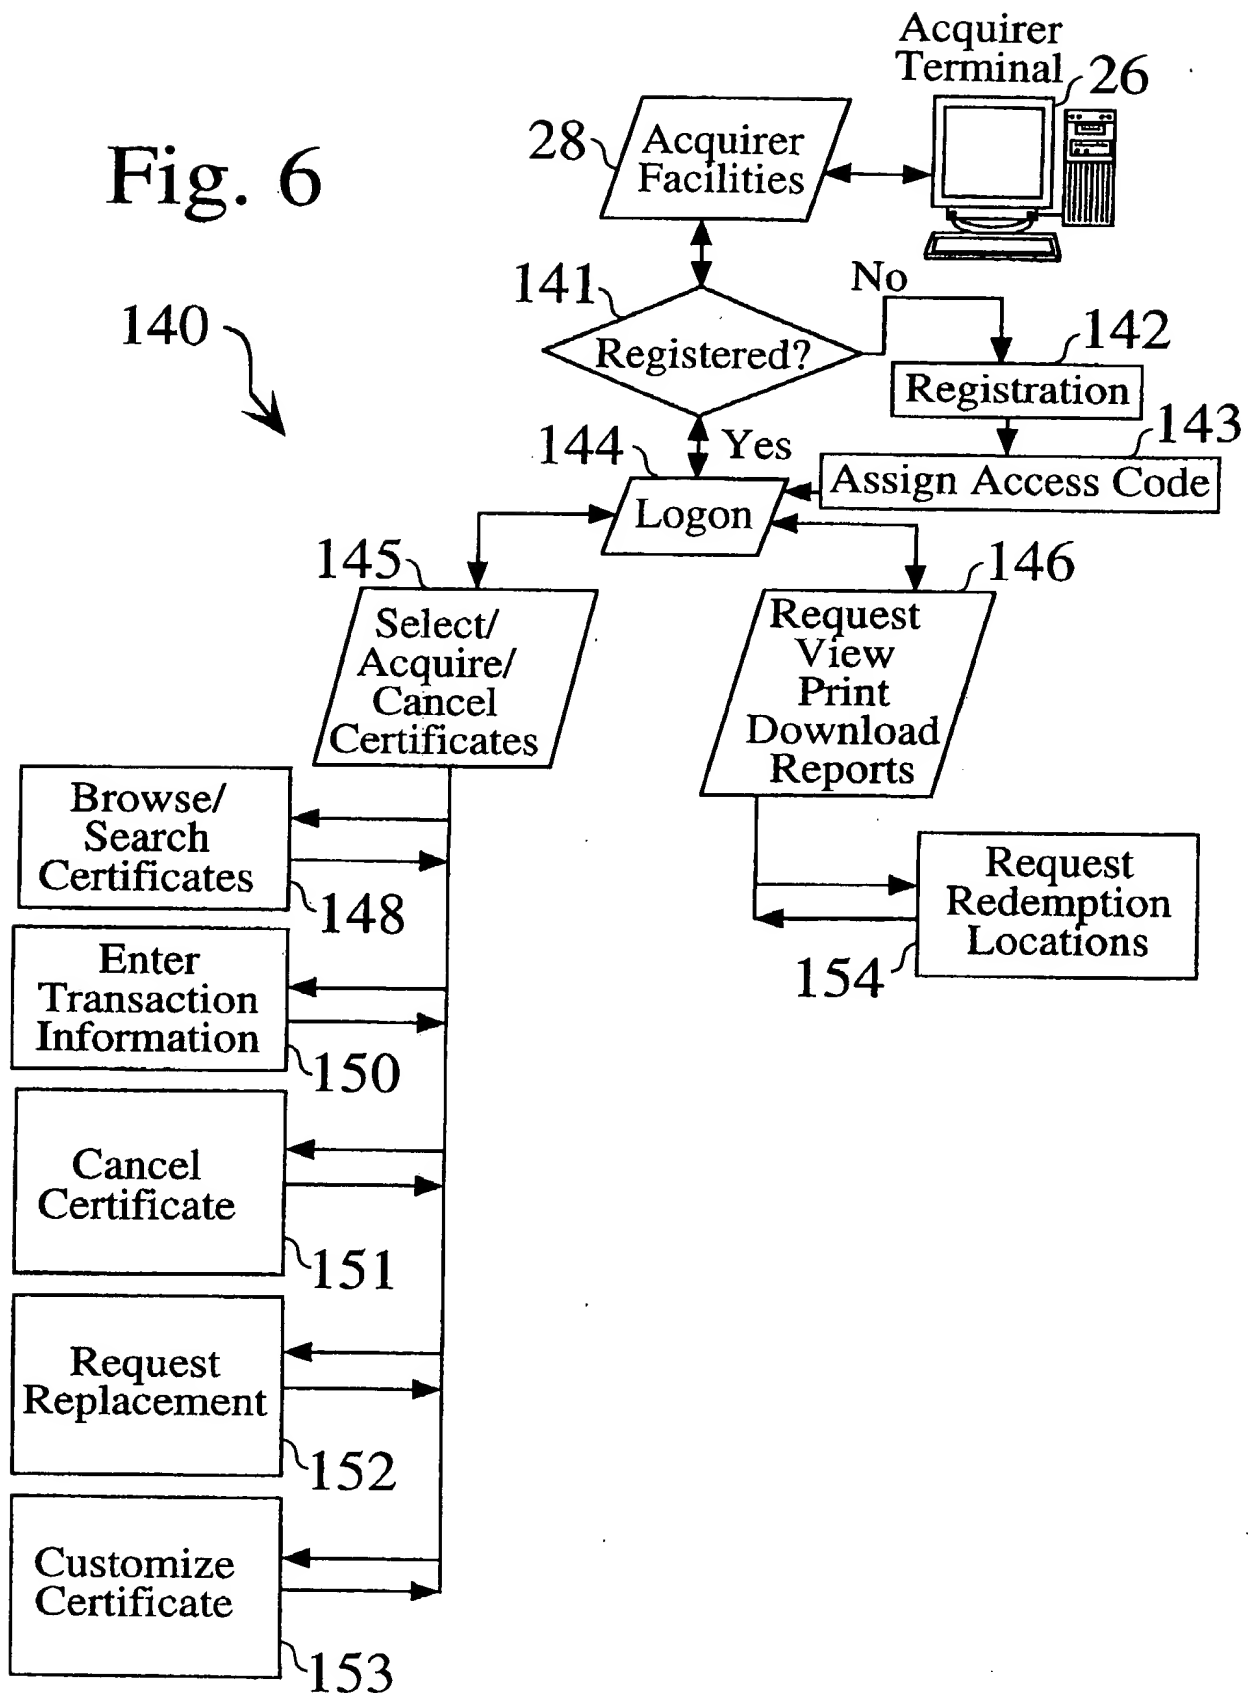 Acquirer
Terminal
26
Fig. 6
28
Acquirer
Facilities
140
141
Registered?
No
142
Registration
143
Assign Access Code
Yes
144
Logon
145
Select/
Acquire/
Cancel
Certificates
146
Request
View
Print
Download
Reports
Browse/
Search
Certificates
148
Request
Redemption
Locations
154
Enter
Transaction
Information
150
Cancel
Certificate
151
Request
Replacement
152
Customize
Certificate
153